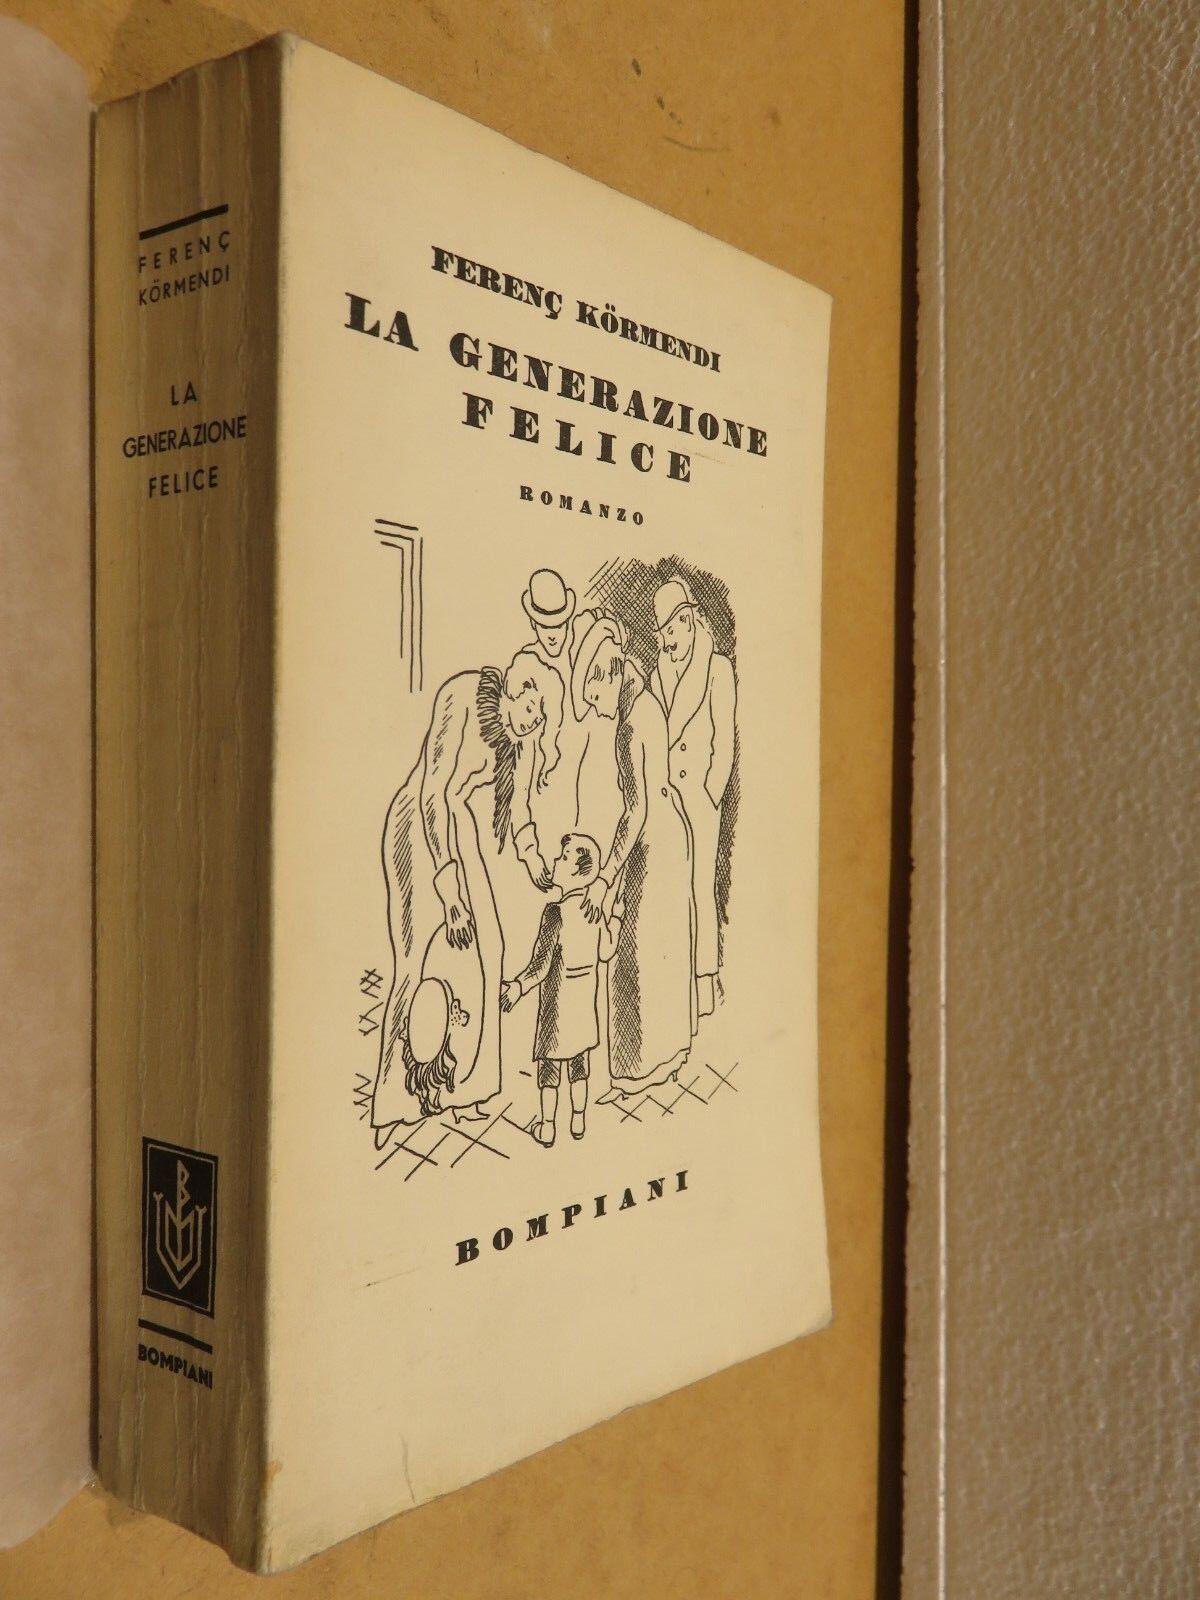 FERENÇ
KÖRMENDI
LA
GENERAZIONE
FELICE
BOMPIANI
FERENÇ KÖRMENDI
LA GENERAZIONE
FELICE
ROMANZO
BOMPIANI